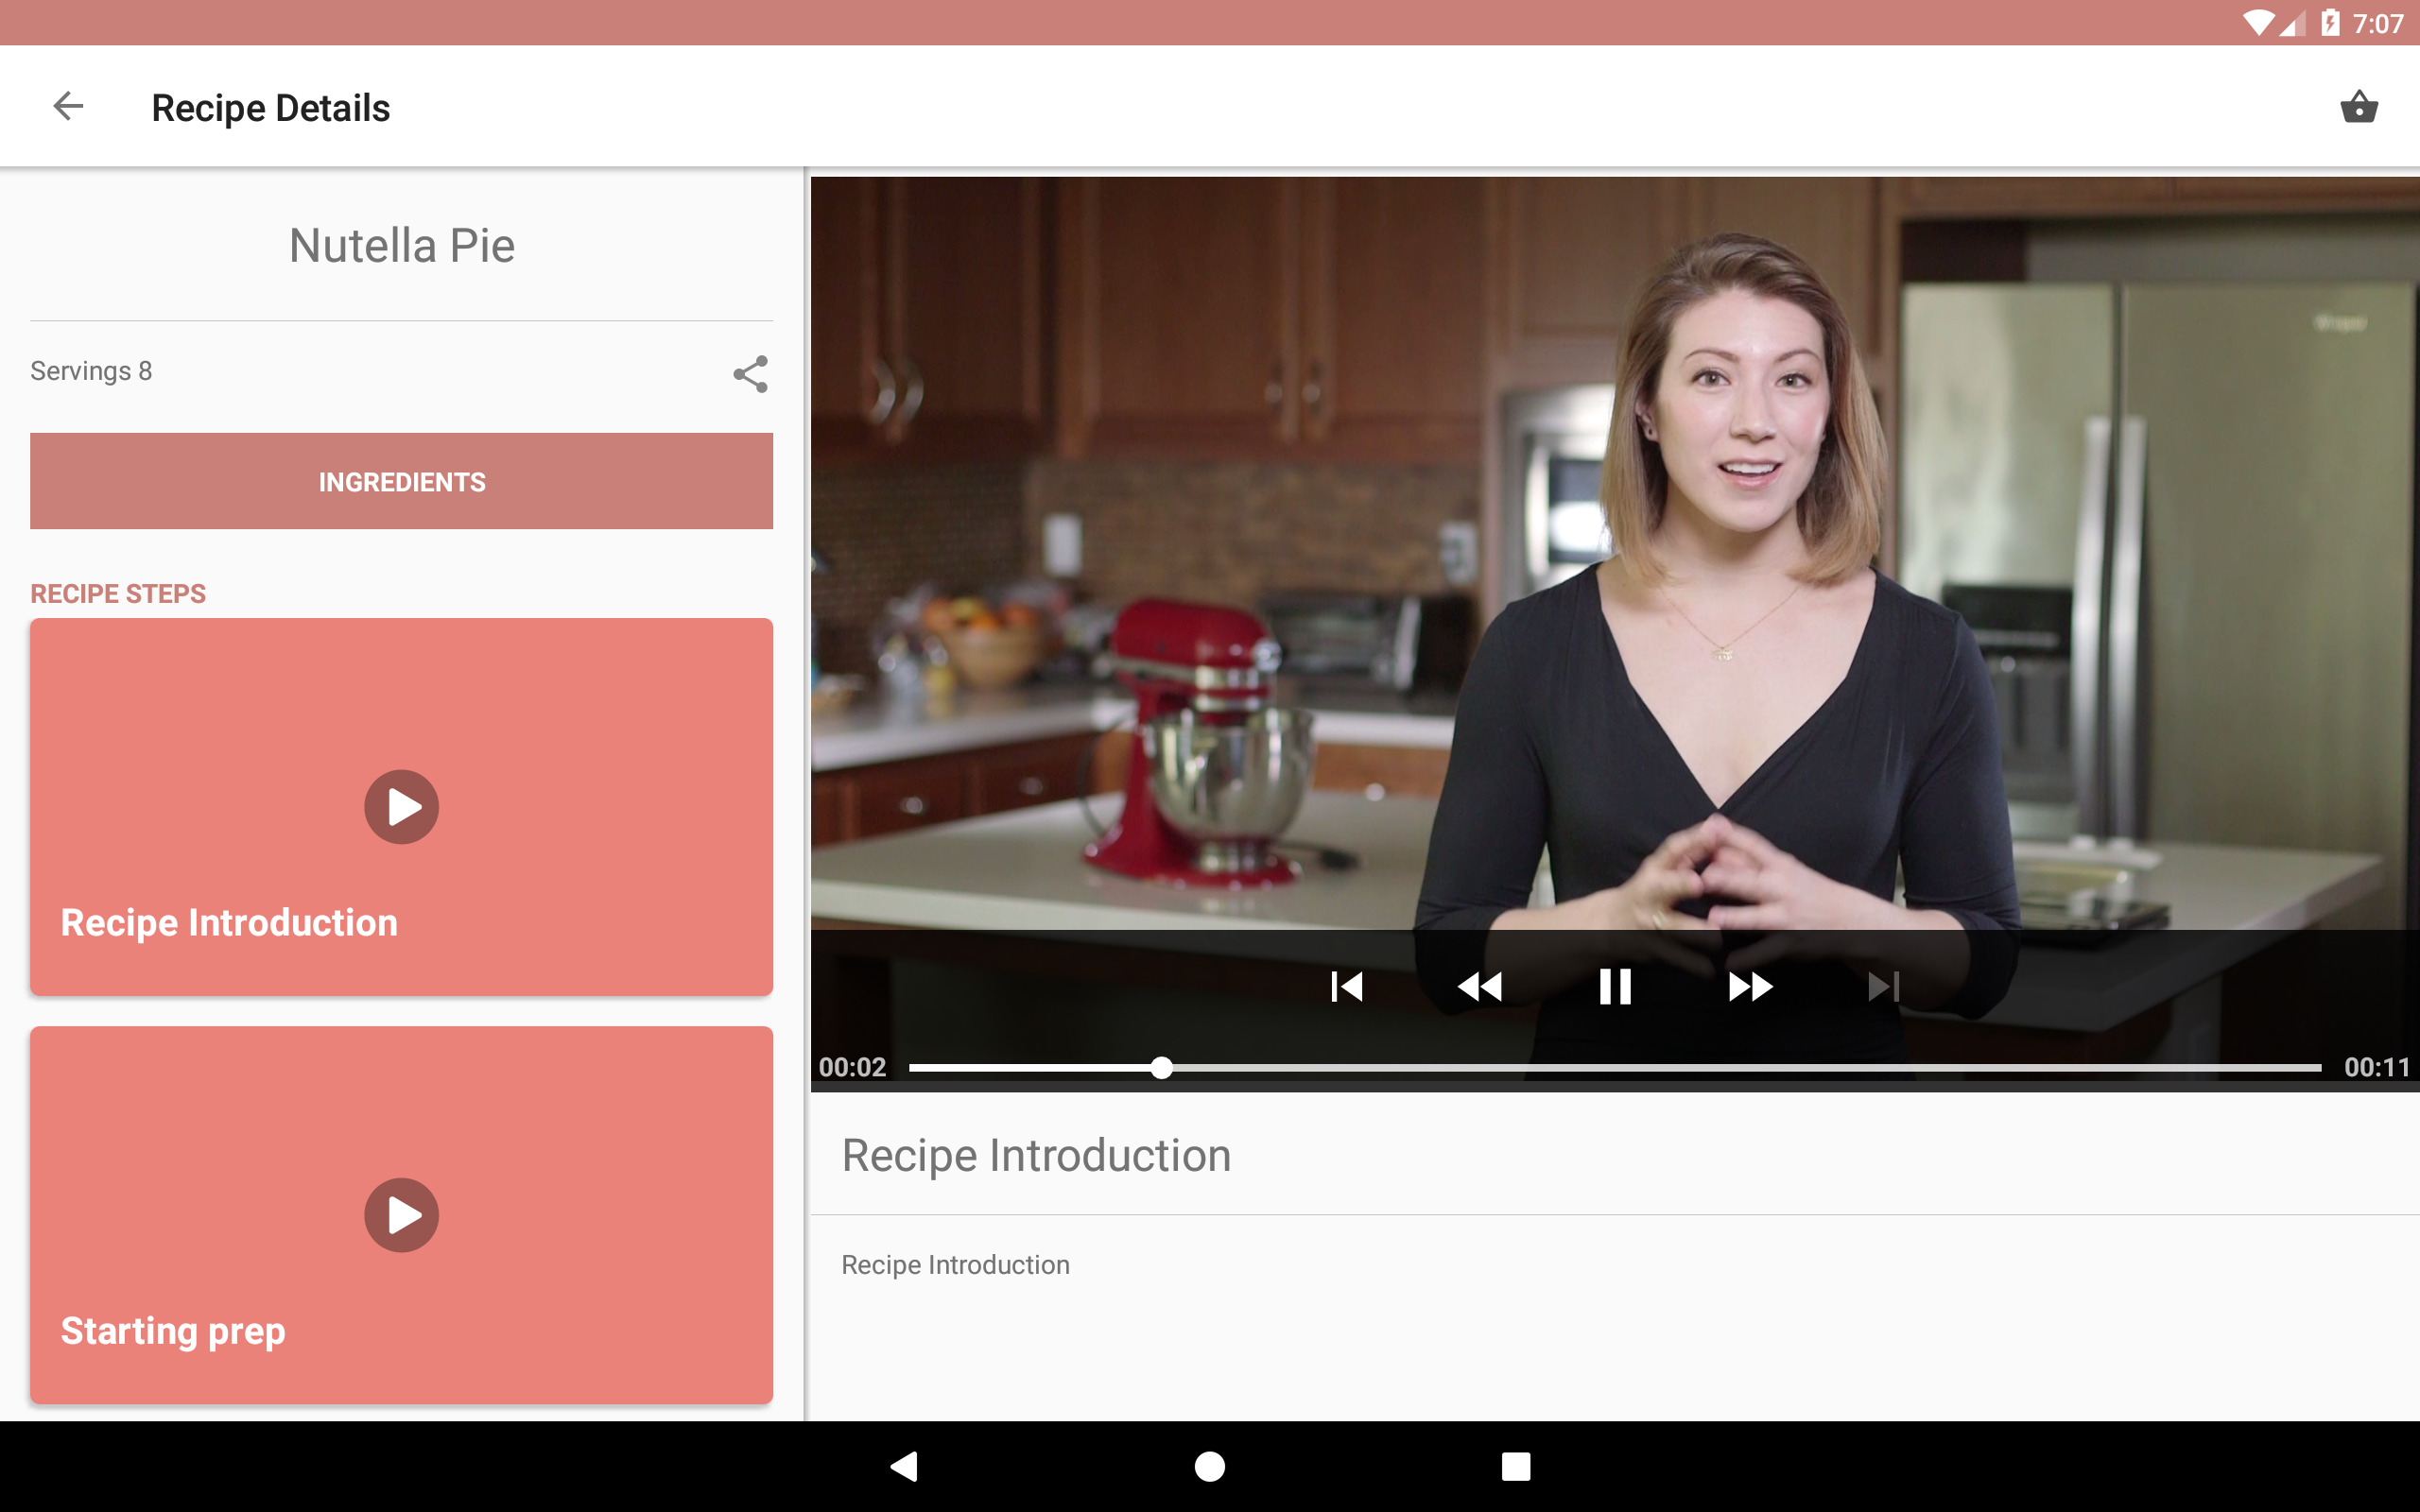 7:07
Recipe Details
Nutella Pie
Servings 8
INGREDIENTS
RECIPE STEPS
Recipe Introduction
Starting prep
00:02
00:11
Recipe Introduction
Recipe Introduction